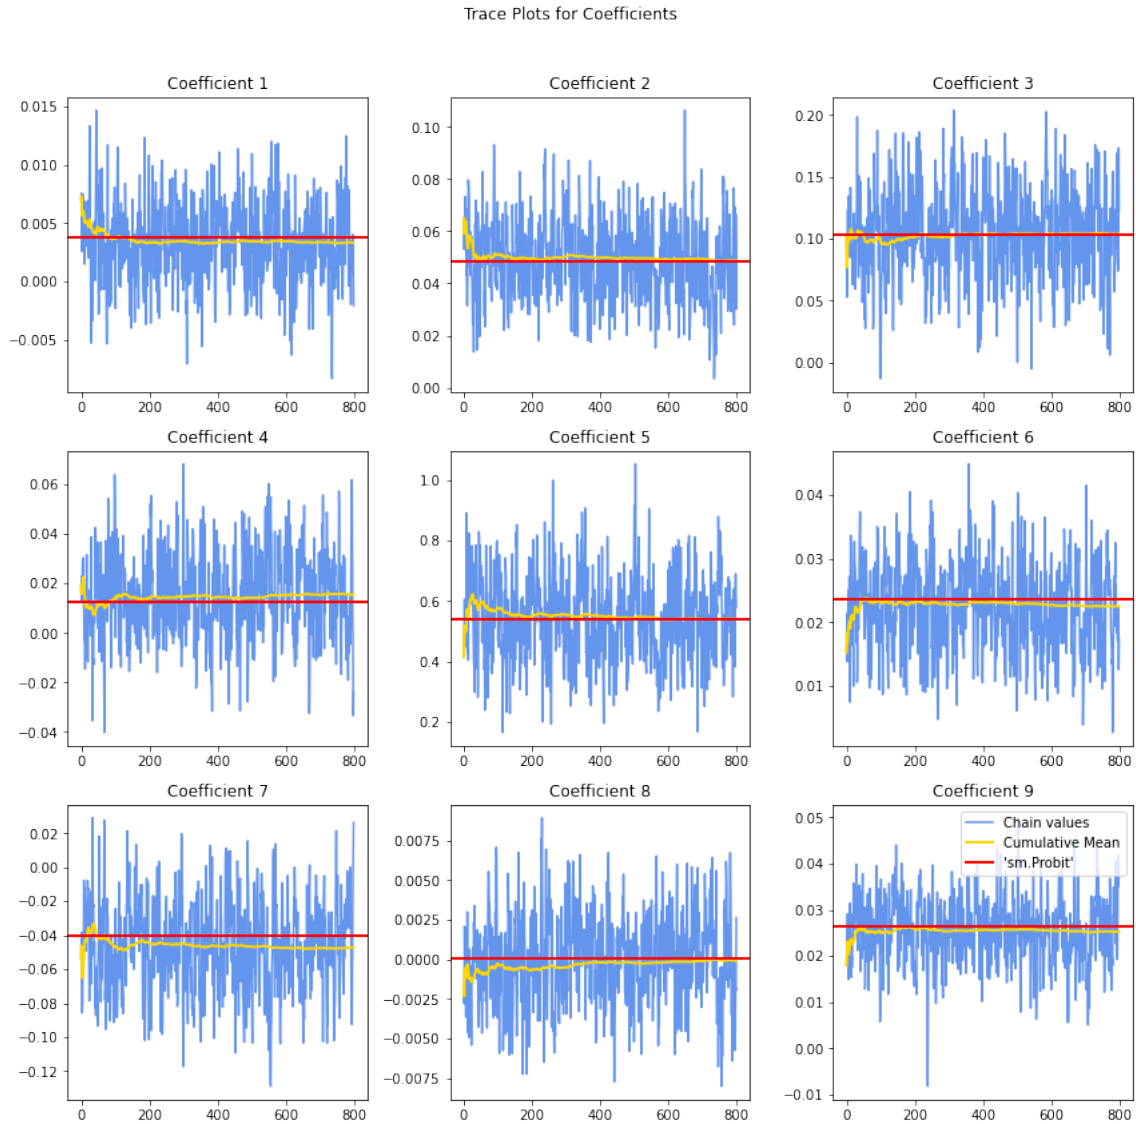 Trace Plots for Coefficients
Coefficient 1
0.015
0.010
0.005
0.000
−0.005
0 200 400 600 800
Coefficient 2
0.10
0.08
0.06
0.04
0.02
0.00
0 200 400 600 800
Coefficient 3
0.20
0.15
0.10
0.05
0.00
0 200 400 600 800
Coefficient 4
0.06
0.04
0.02
0.00
−0.02
−0.04
0 200 400 600 800
Coefficient 5
1.0
0.8
0.6
0.4
0.2
0 200 400 600 800
Coefficient 6
0.04
0.03
0.02
0.01
0 200 400 600 800
Coefficient 7
0.02
0.00
−0.02
−0.04
−0.06
−0.08
−0.10
−0.12
0 200 400 600 800
Coefficient 8
0.0075
0.0050
0.0025
0.0000
−0.0025
−0.0050
−0.0075
0 200 400 600 800
Coefficient 9
0.05
0.04
0.03
0.02
0.01
0.00
−0.01
0 200 400 600 800
Chain values
Cumulative Mean
'sm.Probit'